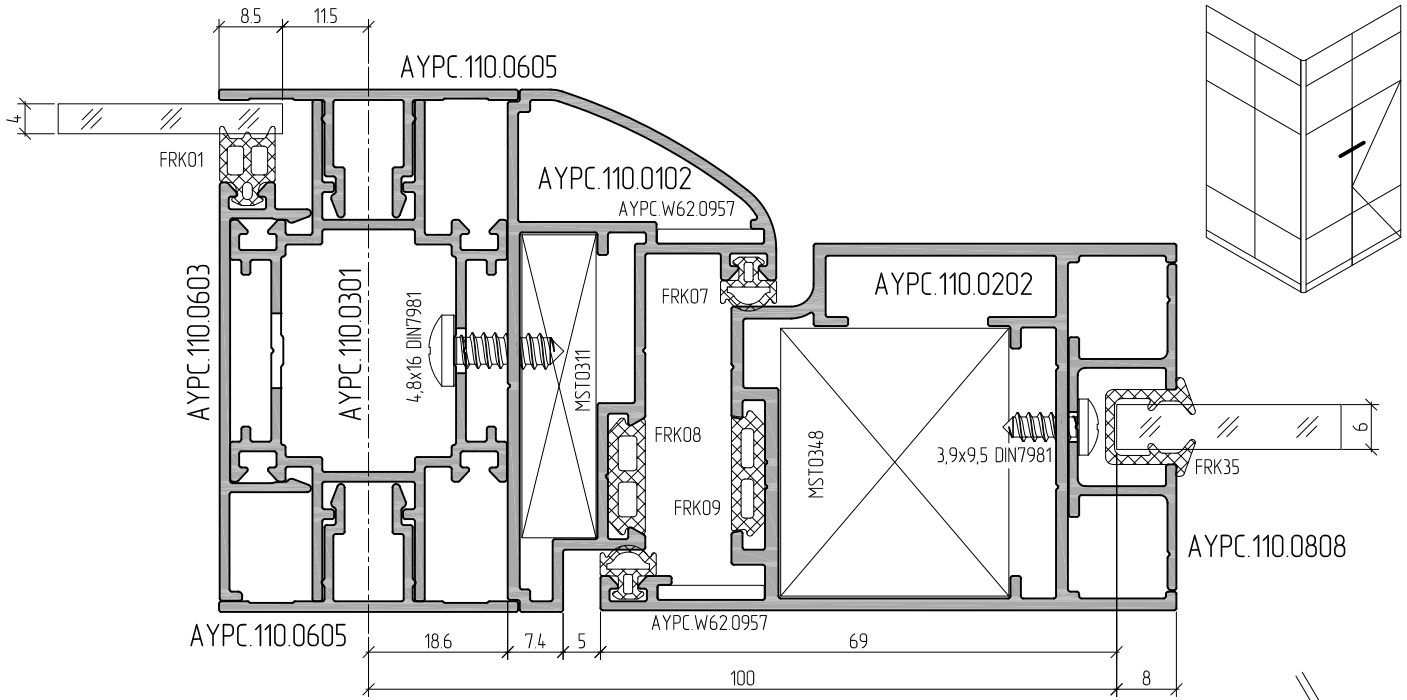 8.5
11.5
AYPC.110.0605
4
FRK01
AYPC.110.0102
AYPC.W62.0957
AYPC.110.0603
AYPC.110.0301
4,8x16 DIN7981
FRK07
AYPC.110.0202
MST0311
FRK08
FRK09
MST0348
3,9x9,5 DIN7981
6
FRK35
AYPC.110.0808
AYPC.110.0605
AYPC.W62.0957
18.6
7.4
5
69
100
8